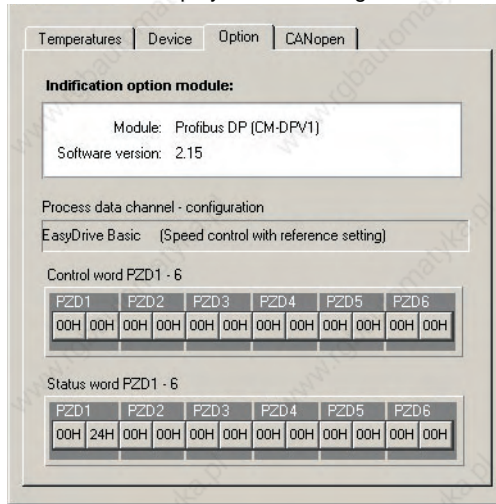 Temperatures Device Option CANopen
Indification option module:
Module: Profibus DP (CM-DPV1)
Software version: 2.15
Process data channel - configuration
EasyDrive Basic (Speed control with reference setting)
Control word PZD1 - 6
PZD1 PZD2 PZD3 PZD4 PZD5 PZD6
00H 00H 00H 00H 00H 00H 00H 00H 00H 00H 00H 00H
Status word PZD1 - 6
PZD1 PZD2 PZD3 PZD4 PZD5 PZD6
00H 24H 00H 00H 00H 00H 00H 00H 00H 00H 00H 00H